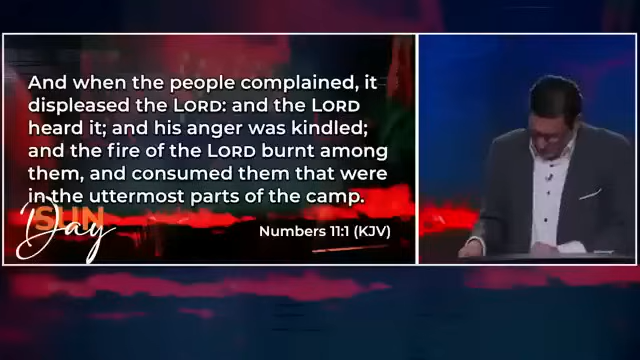 And when the people complained, it
displeased the LORD: and the LORD
heard it; and his anger was kindled;
and the fire of the LORD burnt among
them, and consumed them that were
in the uttermost parts of the camp.
SUN
Day
Numbers 11:1 (KJV)